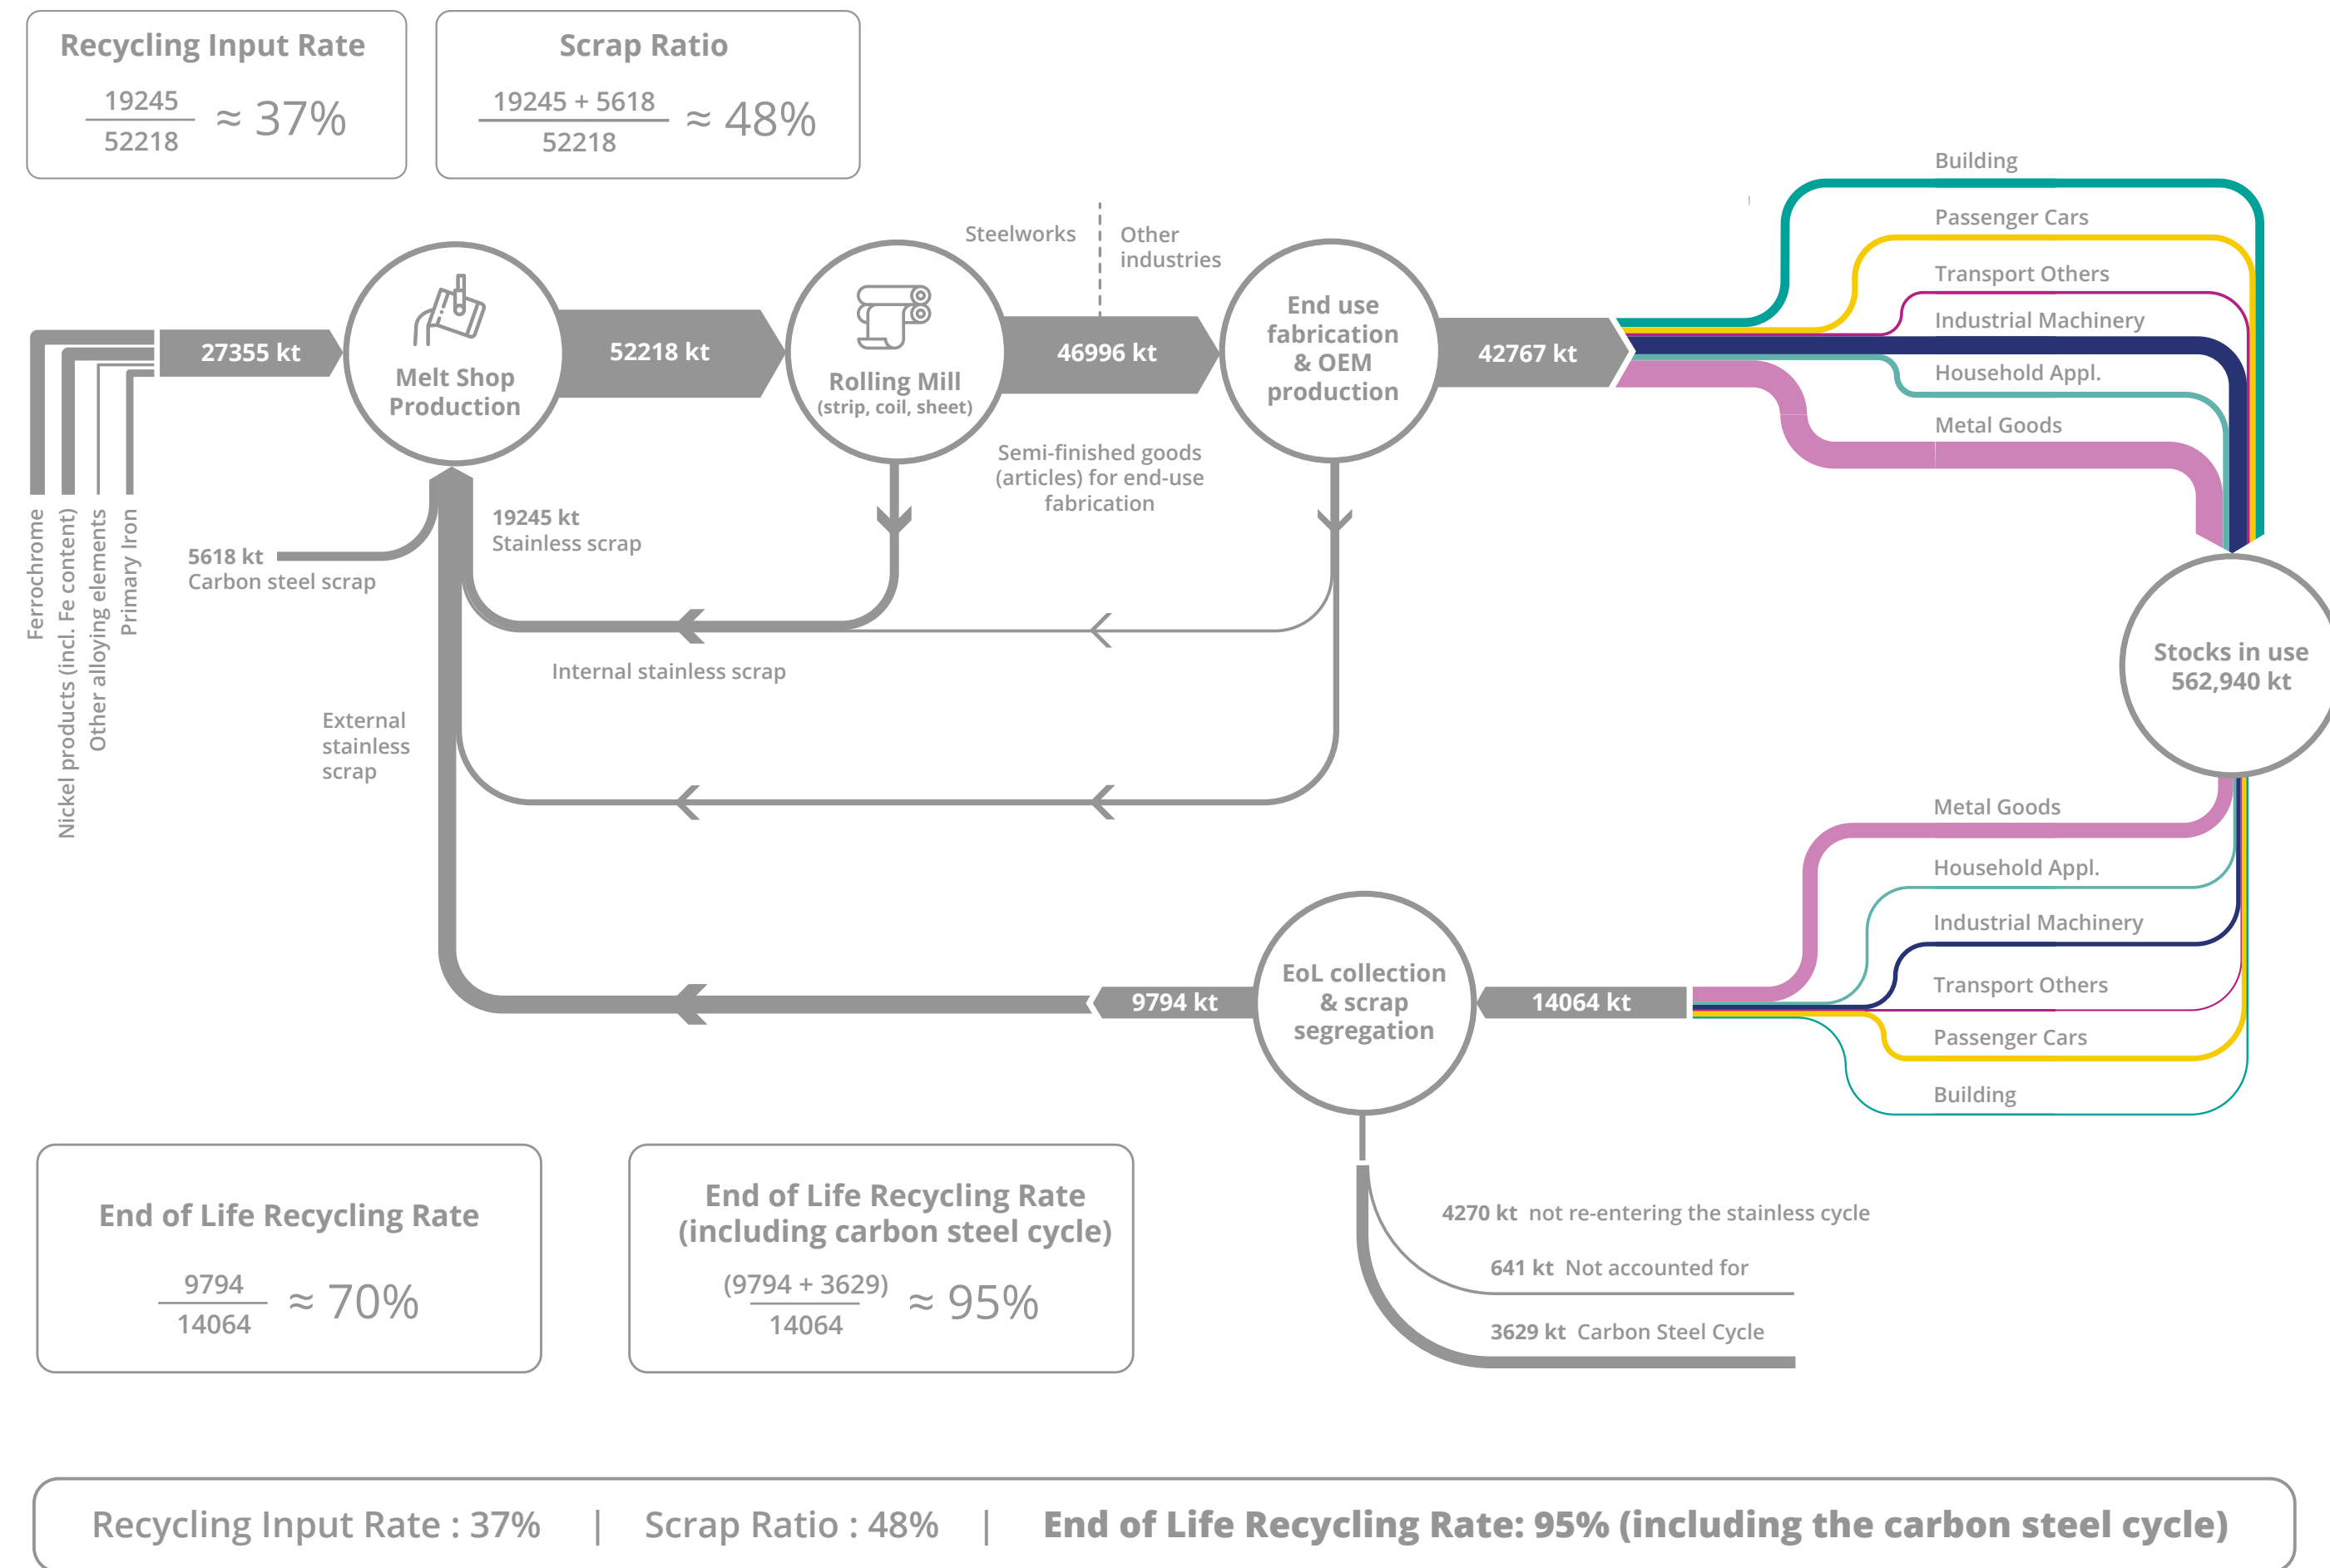 Recycling Input Rate
19245
52218
≈ 37%
Scrap Ratio
19245 + 5618
52218
≈ 48%
Building
Passenger Cars
Transport Others
Industrial Machinery
Household Appl.
Metal Goods
Steelworks
Other
industries
27355 kt
Melt Shop
Production
52218 kt
Rolling Mill
(strip, coil, sheet)
46996 kt
End use
fabrication
& OEM
production
42767 kt
Semi-finished goods
(articles) for end-use
fabrication
Ferrochrome
Nickel products (incl. Fe content)
Other alloying elements
Primary Iron
5618 kt
Carbon steel scrap
19245 kt
Stainless scrap
Internal stainless scrap
External
stainless
scrap
Stocks in use
562,940 kt
Metal Goods
Household Appl.
Industrial Machinery
Transport Others
Passenger Cars
Building
9794 kt
EoL collection
& scrap
segregation
14064 kt
4270 kt not re-entering the stainless cycle
641 kt Not accounted for
3629 kt Carbon Steel Cycle
End of Life Recycling Rate
9794
14064
≈ 70%
End of Life Recycling Rate
(including carbon steel cycle)
(9794 + 3629)
14064
≈ 95%
Recycling Input Rate : 37% | Scrap Ratio : 48% | End of Life Recycling Rate: 95% (including the carbon steel cycle)